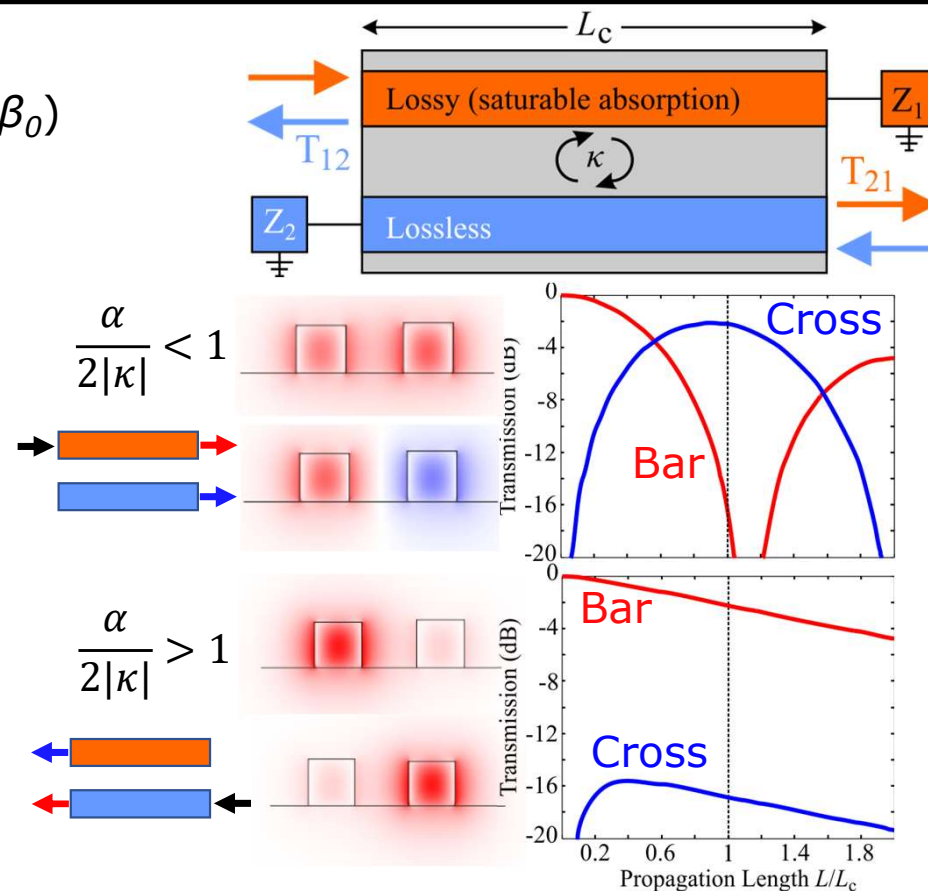 β₀)
L_c
Lossy (saturable absorption)
Z₁
T₁₂
κ
T₂₁
Z₂
Lossless
α/2|κ| < 1
Transmission (dB)
0
-4
-8
-12
-16
-20
Cross
Bar
α/2|κ| > 1
Transmission (dB)
0
-4
-8
-12
-16
-20
Bar
Cross
0.2 0.6 1 1.4 1.8
Propagation Length L/L_c